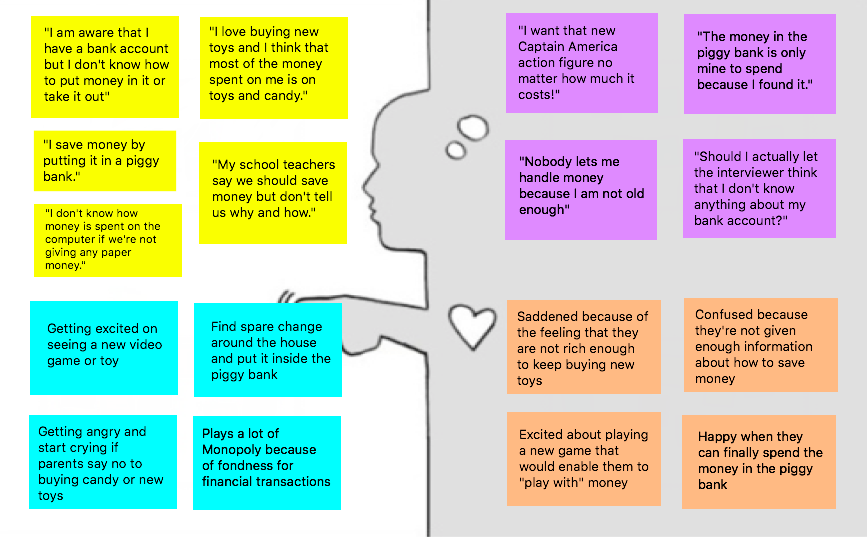 "I am aware that I
have a bank account
but I don't know how
to put money in it or
take it out"
"I love buying new
toys and I think that
most of the money
spent on me is on
toys and candy."
"I save money by
putting it in a piggy
bank."
"My school teachers
say we should save
money but don't tell
us why and how."
"I don't know how
money is spent on the
computer if we're not
giving any paper
money."
"I want that new
Captain America
action figure no
matter how much it
costs!"
"The money in the
piggy bank is only
mine to spend
because I found it."
"Nobody lets me
handle money
because I am not old
enough"
"Should I actually let
the interviewer think
that I don't know
anything about my
bank account?"
Getting excited on
seeing a new video
game or toy
Find spare change
around the house
and put it inside the
piggy bank
Getting angry and
start crying if
parents say no to
buying candy or new
toys
Plays a lot of
Monopoly because
of fondness for
financial transactions
Saddened because of
the feeling that they
are not rich enough
to keep buying new
toys
Confused because
they're not given
enough information
about how to save
money
Excited about playing
a new game that
would enable them to
"play with" money
Happy when they
can finally spend the
money in the piggy
bank